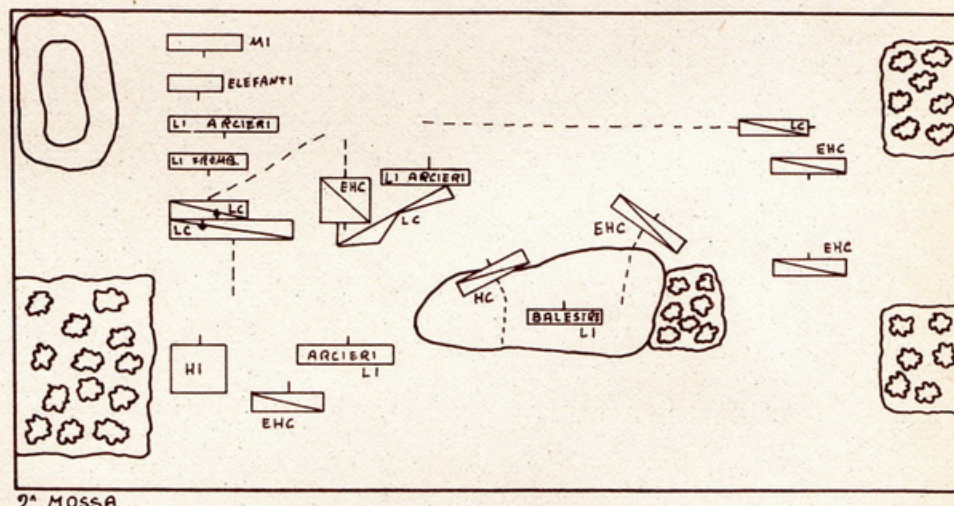 MI
ELEFANTI
LI ARCIERI
LC
LI FROMB.
EHC
EHC
LI ARCIERI
LC
LC
LC
EHC
EHC
HC
BALESTRE
LI
HI
ARCIERI
LI
EHC
2ª MOSSA